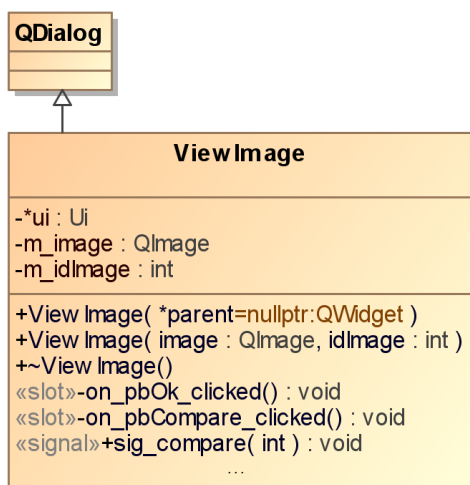 QDialog
ViewImage
-*ui : Ui
-m_image : QImage
-m_idImage : int
+ViewImage( *parent=nullptr:QWidget )
+ViewImage( image : QImage, idImage : int )
+~ViewImage()
«slot»-on_pbOk_clicked() : void
«slot»-on_pbCompare_clicked() : void
«signal»+sig_compare( int ) : void
...